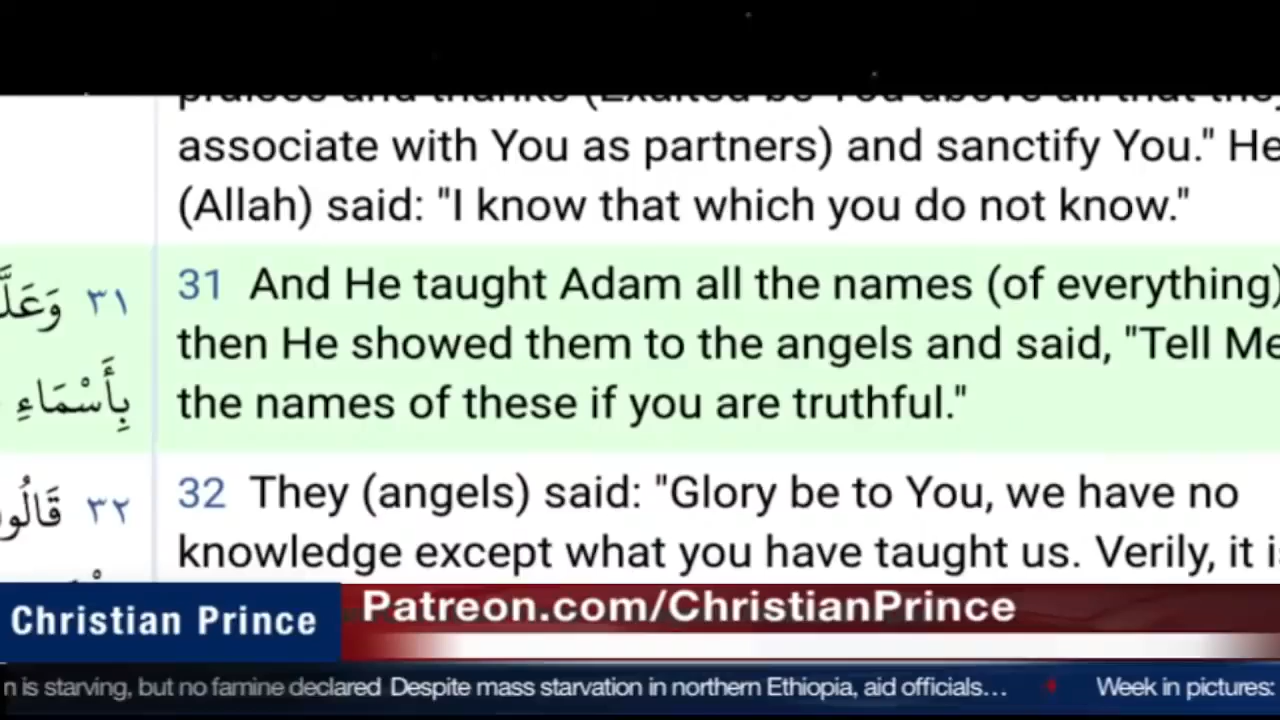 associate with You as partners) and sanctify You." He
(Allah) said: "I know that which you do not know."
31 And He taught Adam all the names (of everything)
then He showed them to the angels and said, "Tell Me
the names of these if you are truthful."
٣١
بِأَسْمَاءِ
32 They (angels) said: "Glory be to You, we have no
knowledge except what you have taught us. Verily, it
٣٢
Christian Prince
Patreon.com/ChristianPrince
is starving, but no famine declared Despite mass starvation in northern Ethiopia, aid officials... Week in pictures: